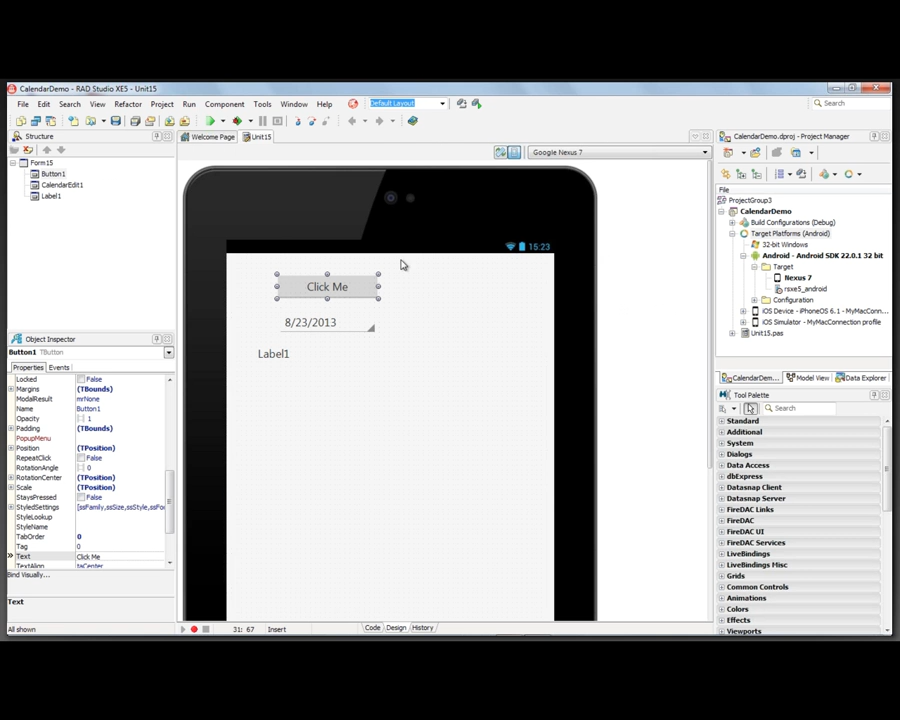 CalendarDemo - RAD Studio XE5 - Unit15
File Edit Search View Refactor Project Run Component Tools Window Help
Default Layout
Search
Structure
Form15
Button1
CalendarEdit1
Label1
Object Inspector
Button1 TButton
Properties Events
Locked False
Margins (TBounds)
ModalResult mrNone
Name Button1
Opacity 1
Padding (TBounds)
PopupMenu
Position (TPosition)
RepeatClick False
RotationAngle 0
RotationCenter (TPosition)
Scale (TPosition)
StaysPressed False
StyledSettings [ssFamily,ssSize,ssStyle,ssFo
StyleLookup
StyleName
TabOrder 0
Tag 0
Text Click Me
TextAlign taCenter
Bind Visually...
Text
All shown
Welcome Page Unit15
Google Nexus 7
15:23
Click Me
8/23/2013
Label1
31: 67 Insert
Code Design History
CalendarDemo.dproj - Project Manager
File
ProjectGroup3
CalendarDemo
Build Configurations (Debug)
Target Platforms (Android)
32-bit Windows
Android - Android SDK 22.0.1 32 bit
Target
Nexus 7
rsxe5_android
Configuration
iOS Device - iPhoneOS 6.1 - MyMacConn...
iOS Simulator - MyMacConnection profile
Unit15.pas
CalendarDem... Model View Data Explorer
Tool Palette
Search
Standard
Additional
System
Dialogs
Data Access
dbExpress
Datasnap Client
Datasnap Server
FireDAC Links
FireDAC
FireDAC UI
FireDAC Services
LiveBindings
LiveBindings Misc
Grids
Common Controls
Animations
Colors
Effects
Viewports